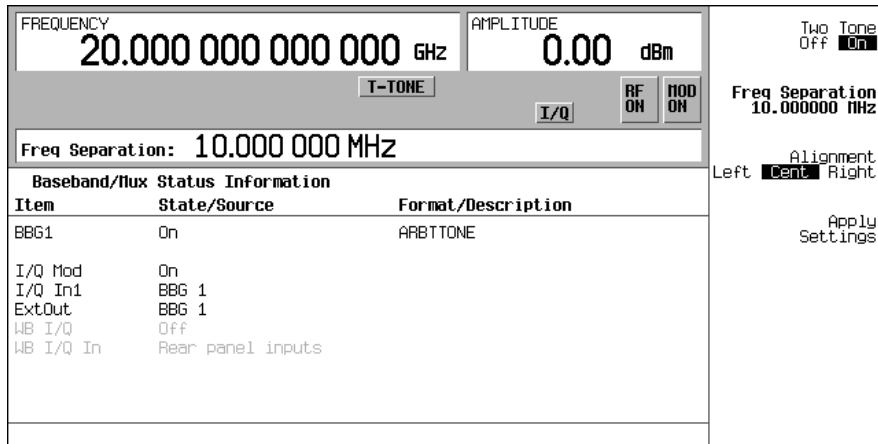 FREQUENCY
20.000 000 000 000 GHz
AMPLITUDE
0.00 dBm
T-TONE
I/Q
RF ON
MOD ON
Freq Separation: 10.000 000 MHz
Baseband/Mux Status Information
Item State/Source Format/Description
BBG1 On ARBTTONE
I/Q Mod On
I/Q In1 BBG 1
ExtOut BBG 1
WB I/Q Off
WB I/Q In Rear panel inputs
Two Tone
Off On
Freq Separation
10.000000 MHz
Alignment
Left Cent Right
Apply
Settings